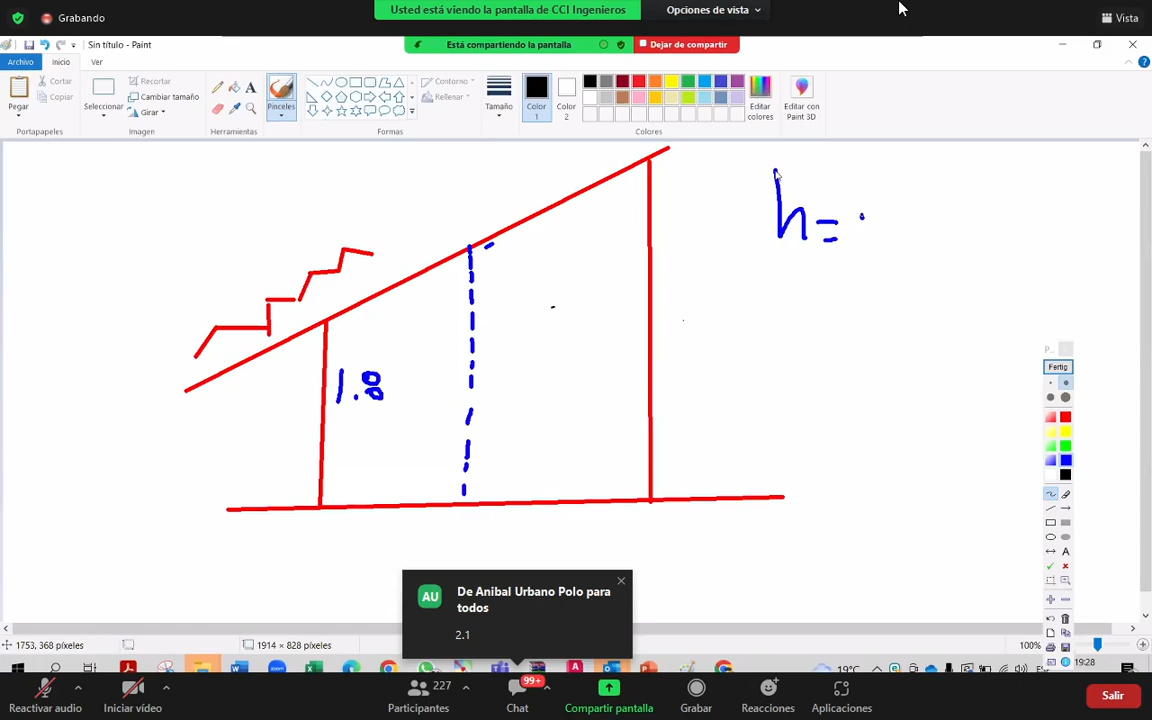 Grabando
Usted está viendo la pantalla de CCI Ingenieros
Opciones de vista
Vista
Sin título - Paint
Está compartiendo la pantalla
Dejar de compartir
Archivo
Inicio
Ver
Pegar
Cortar
Copiar
Portapapeles
Seleccionar
Recortar
Cambiar tamaño
Girar
Imagen
Herramientas
Pinceles
Formas
Contorno
Rellenar
Tamaño
Color
1
Color
2
Editar
colores
Editar con
Paint 3D
Colores
h=
1.8
P...
Fertig
AU
De Anibal Urbano Polo para
todos
2.1
1753, 368 píxeles
1914 × 828 píxeles
100%
19°C
19:28
Reactivar audio
Iniciar vídeo
227
Participantes
99+
Chat
Compartir pantalla
Grabar
Reacciones
Aplicaciones
Salir